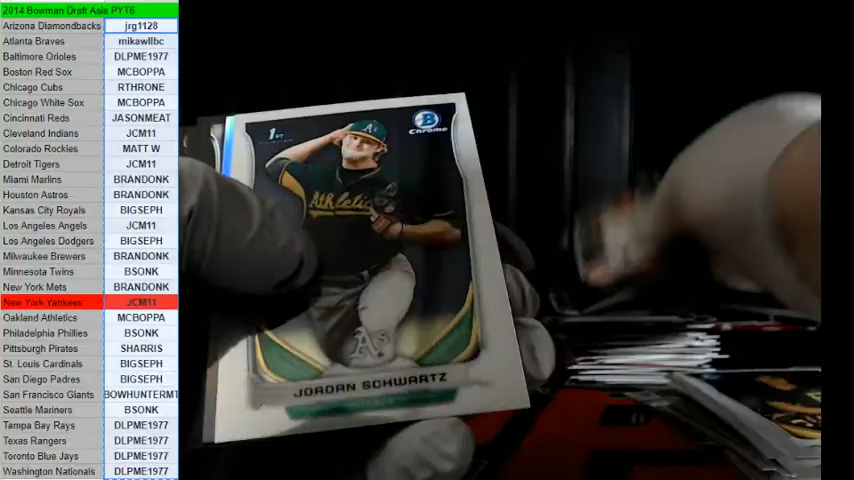 2014 Bowman Draft Asia PYT6
Arizona Diamondbacks jrg1128
Atlanta Braves mikawllbc
Baltimore Orioles DLPME1977
Boston Red Sox MCBOPPA
Chicago Cubs RTHRONE
Chicago White Sox MCBOPPA
Cincinnati Reds JASONMEAT
Cleveland Indians JCM11
Colorado Rockies MATT W
Detroit Tigers JCM11
Miami Marlins BRANDONK
Houston Astros BRANDONK
Kansas City Royals BIGSEPH
Los Angeles Angels JCM11
Los Angeles Dodgers BIGSEPH
Milwaukee Brewers BRANDONK
Minnesota Twins BSONK
New York Mets BRANDONK
New York Yankees JCM11
Oakland Athletics MCBOPPA
Philadelphia Phillies BSONK
Pittsburgh Pirates SHARRIS
St. Louis Cardinals BIGSEPH
San Diego Padres BIGSEPH
San Francisco Giants BOWHUNTERMT
Seattle Mariners BSONK
Tampa Bay Rays DLPME1977
Texas Rangers DLPME1977
Toronto Blue Jays DLPME1977
Washington Nationals DLPME1977
1ST
B
Chrome
A's
Athletics
JORDAN SCHWARTZ